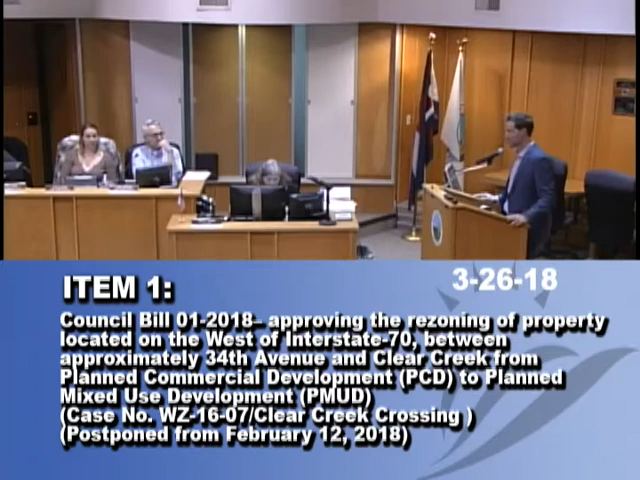 3-26-18
ITEM 1:
Council Bill 01-2018– approving the rezoning of property
located on the West of Interstate-70, between
approximately 34th Avenue and Clear Creek from
Planned Commercial Development (PCD) to Planned
Mixed Use Development (PMUD)
(Case No. WZ-16-07/Clear Creek Crossing )
(Postponed from February 12, 2018)